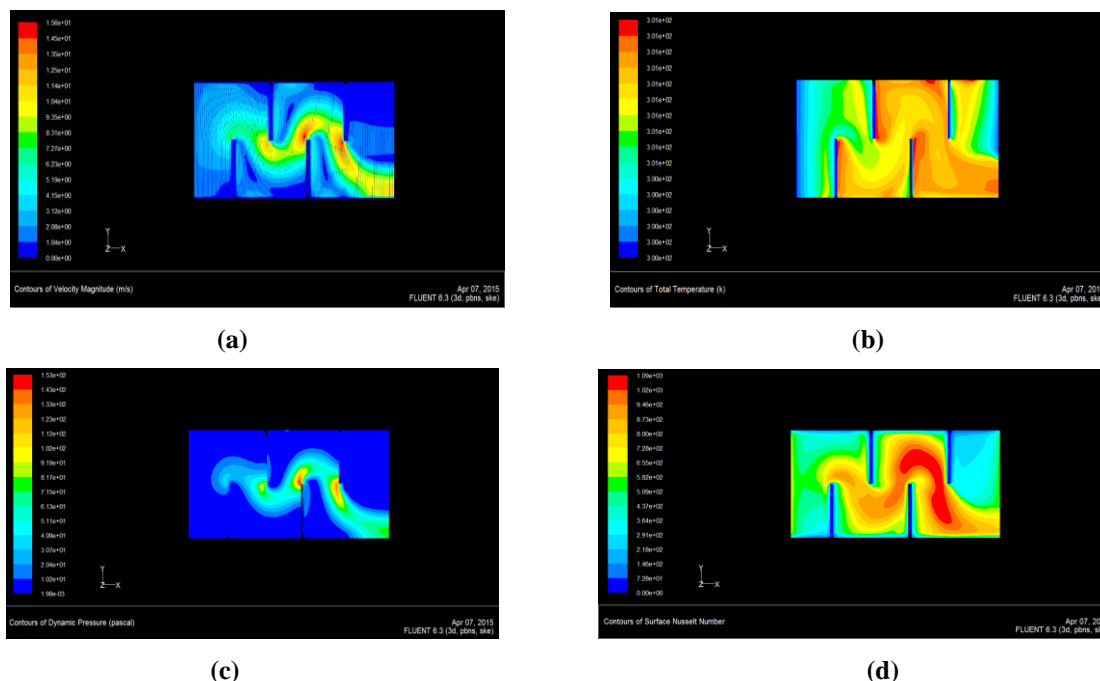 1.56e+01
1.45e+01
1.35e+01
1.25e+01
1.14e+01
1.04e+01
9.35e+00
8.31e+00
7.27e+00
6.23e+00
5.19e+00
4.15e+00
3.12e+00
2.08e+00
1.04e+00
0.00e+00
Y
Z X
Contours of Velocity Magnitude (m/s)
Apr 07, 2015
FLUENT 6.3 (3d, pbns, ske)
3.01e+02
3.01e+02
3.01e+02
3.01e+02
3.01e+02
3.01e+02
3.01e+02
3.01e+02
3.01e+02
3.01e+02
3.00e+02
3.00e+02
3.00e+02
3.00e+02
3.00e+02
3.00e+02
Y
Z X
Contours of Total Temperature (k)
Apr 07, 201
FLUENT 6.3 (3d, pbns, ske
(a)
(b)
1.53e+02
1.43e+02
1.33e+02
1.23e+02
1.12e+02
1.02e+02
9.19e+01
8.17e+01
7.15e+01
6.13e+01
5.11e+01
4.09e+01
3.07e+01
2.04e+01
1.02e+01
1.98e-03
Y
Z X
Contours of Dynamic Pressure (pascal)
Apr 07, 2015
FLUENT 6.3 (3d, pbns, ske)
1.09e+03
1.02e+03
9.46e+02
8.73e+02
8.00e+02
7.28e+02
6.55e+02
5.82e+02
5.09e+02
4.37e+02
3.64e+02
2.91e+02
2.18e+02
1.46e+02
7.28e+01
0.00e+00
Y
Z X
Contours of Surface Nusselt Number
Apr 07, 20
FLUENT 6.3 (3d, pbns, ske
(c)
(d)